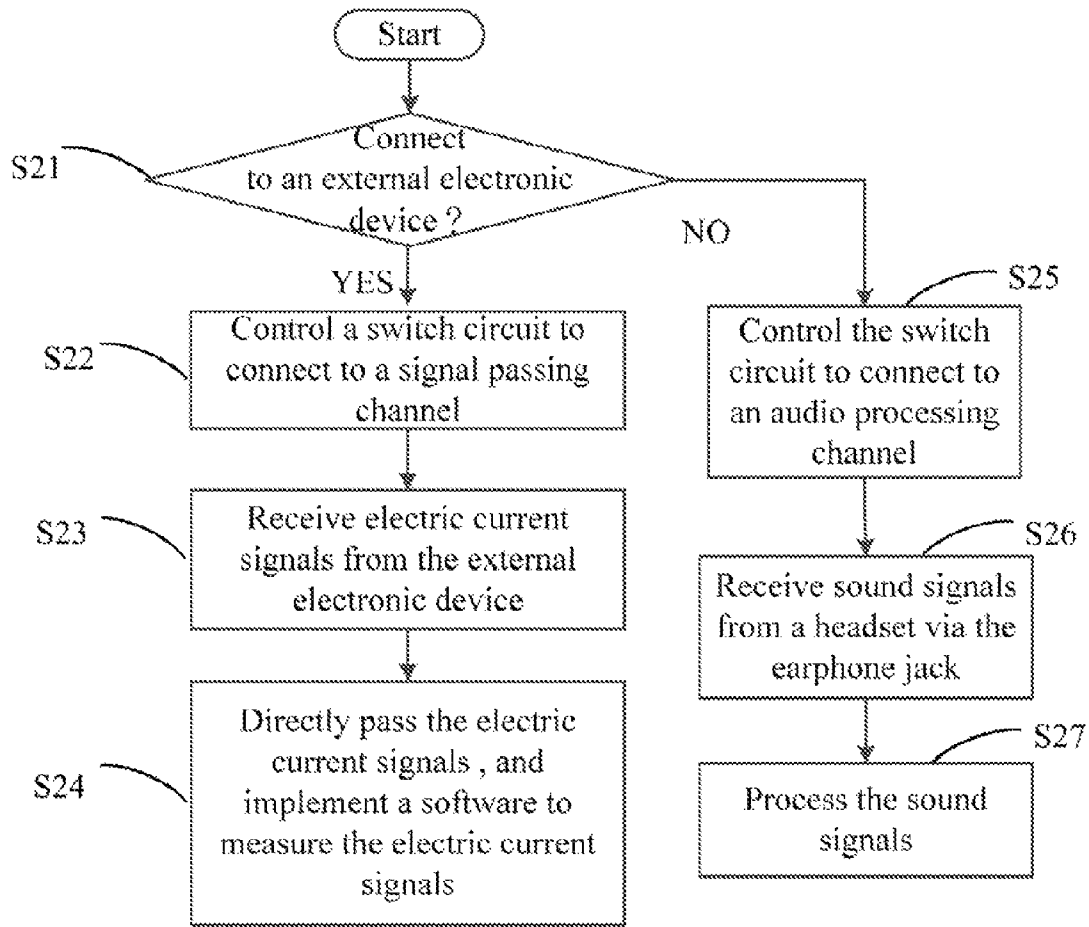 Start
S21
Connect
to an external electronic
device ?
NO
YES
S22
Control a switch circuit to
connect to a signal passing
channel
S23
Receive electric current
signals from the external
electronic device
S24
Directly pass the electric
current signals , and
implement a software to
measure the electric current
signals
S25
Control the switch
circuit to connect to
an audio processing
channel
S26
Receive sound signals
from a headset via the
earphone jack
S27
Process the sound
signals